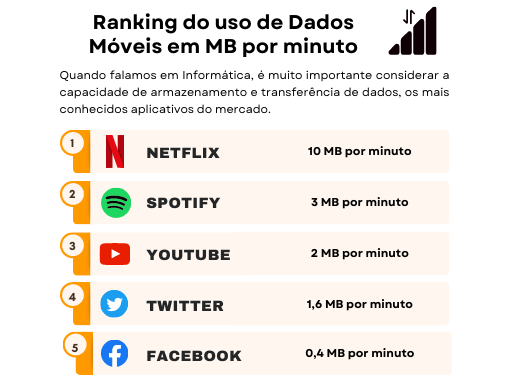 Ranking do uso de Dados
Móveis em MB por minuto
Quando falamos em Informática, é muito importante considerar a
capacidade de armazenamento e transferência de dados, os mais
conhecidos aplicativos do mercado.
1 NETFLIX 10 MB por minuto
2 SPOTIFY 3 MB por minuto
3 YOUTUBE 2 MB por minuto
4 TWITTER 1,6 MB por minuto
5 FACEBOOK 0,4 MB por minuto